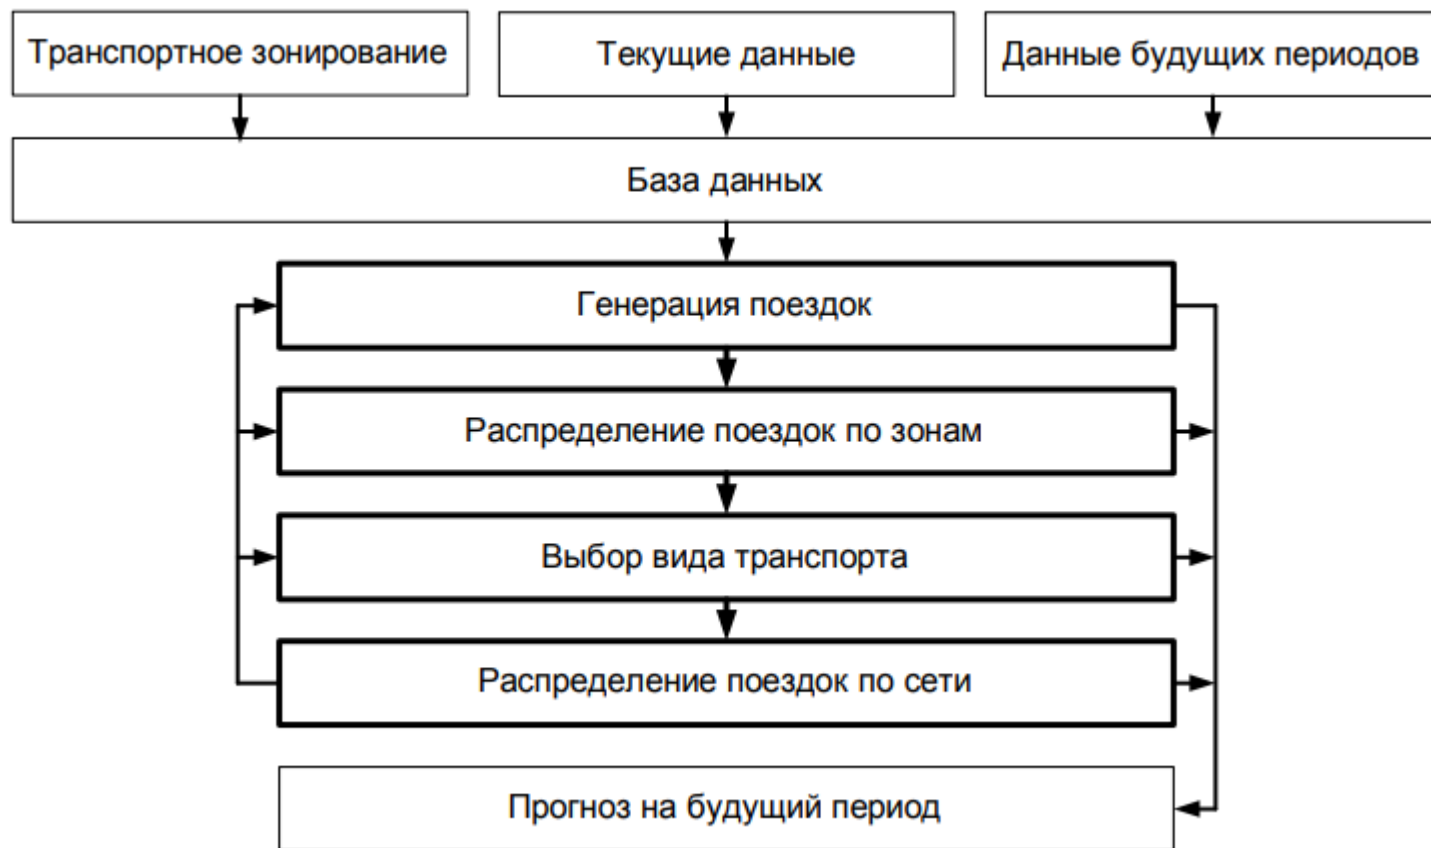 Транспортное зонирование
Текущие данные
Данные будущих периодов
База данных
Генерация поездок
Распределение поездок по зонам
Выбор вида транспорта
Распределение поездок по сети
Прогноз на будущий период